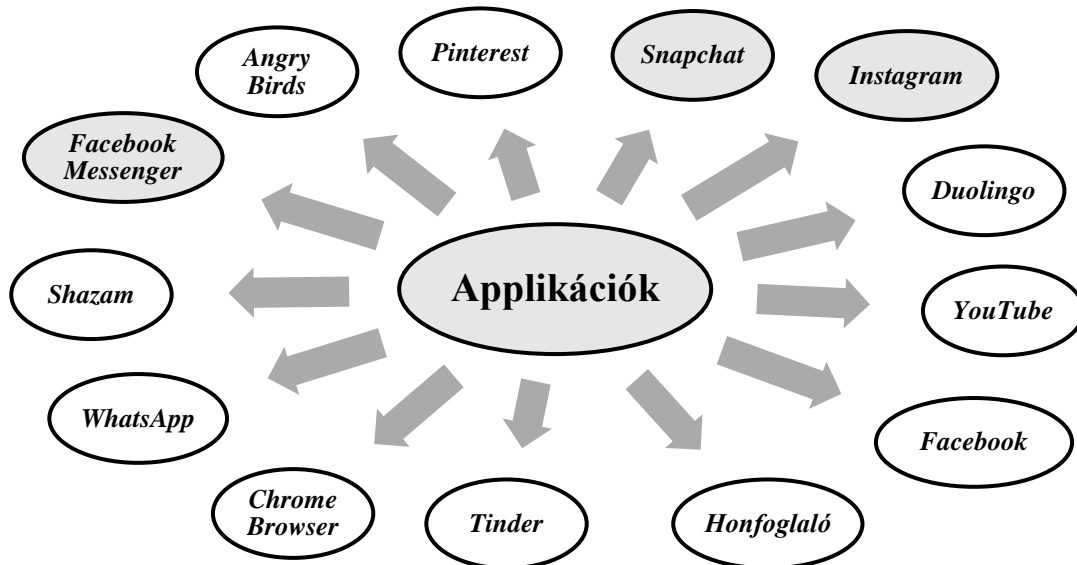 Angry
Birds
Pinterest
Snapchat
Instagram
Facebook
Messenger
Duolingo
Applikációk
Shazam
YouTube
WhatsApp
Facebook
Chrome
Browser
Tinder
Honfoglaló